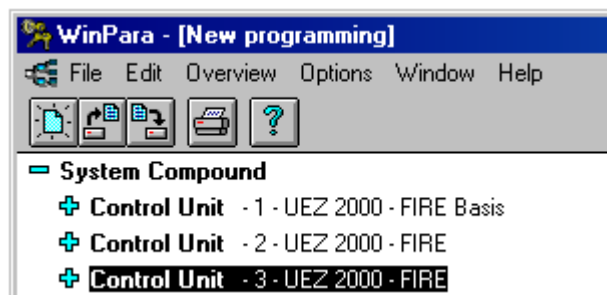 WinPara - [New programming]
File Edit Overview Options Window Help
?
System Compound
Control Unit - 1 - UEZ 2000 - FIRE Basis
Control Unit - 2 - UEZ 2000 - FIRE
Control Unit - 3 - UEZ 2000 - FIRE